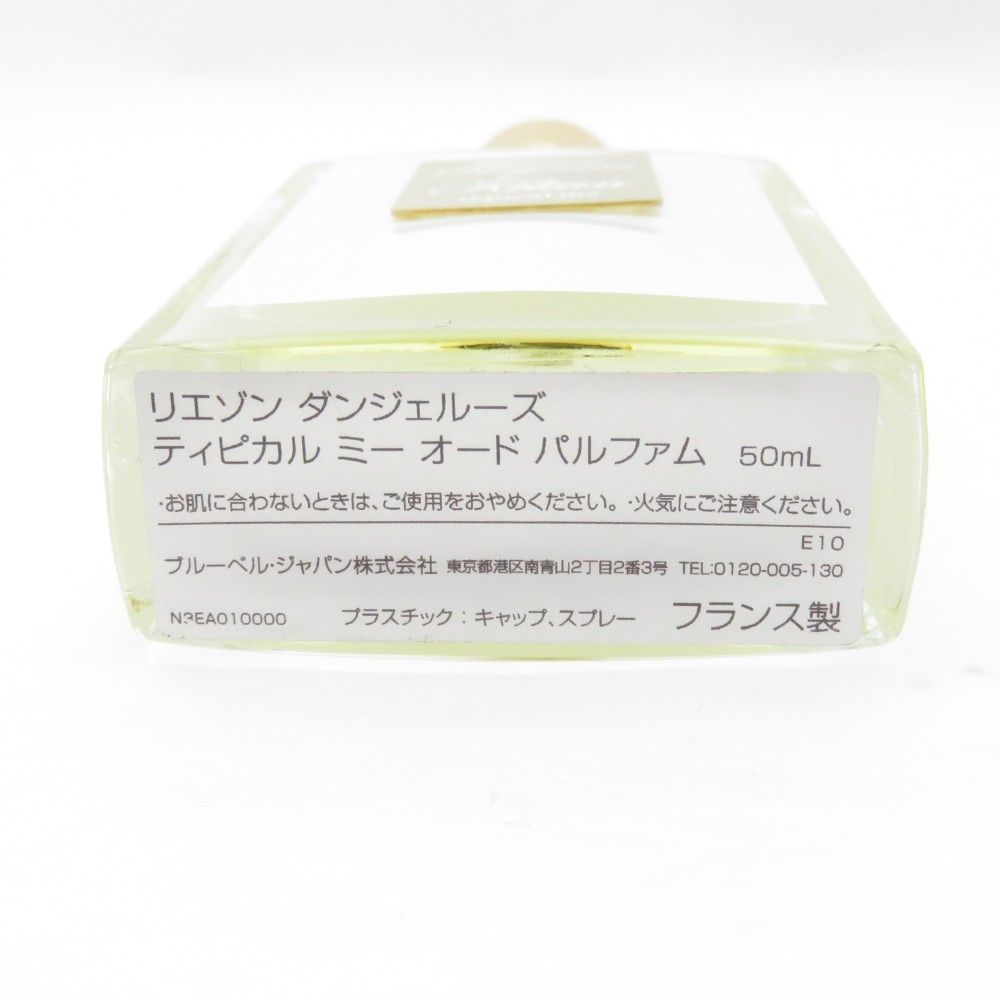 Kilian
リエゾン ダンジェルーズ
ティピカル ミー オード パルファム 50mL
・お肌に合わないときは、ご使用をおやめください。・火気にご注意ください。
E10
ブルーベル・ジャパン株式会社 東京都港区南青山2丁目2番3号 TEL:0120-005-130
N3EA010000 プラスチック：キャップ、スプレー フランス製